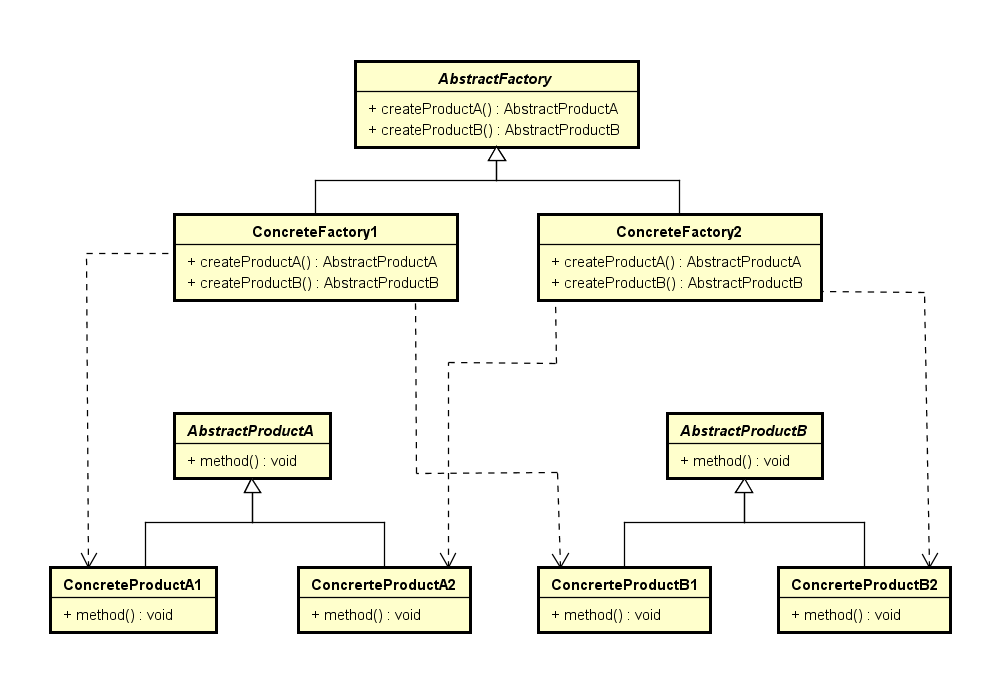 AbstractFactory
+ createProductA() : AbstractProductA
+ createProductB() : AbstractProductB
ConcreteFactory1
+ createProductA() : AbstractProductA
+ createProductB() : AbstractProductB
ConcreteFactory2
+ createProductA() : AbstractProductA
+ createProductB() : AbstractProductB
AbstractProductA
+ method() : void
AbstractProductB
+ method() : void
ConcreteProductA1
+ method() : void
ConcrerteProductA2
+ method() : void
ConcrerteProductB1
+ method() : void
ConcrerteProductB2
+ method() : void